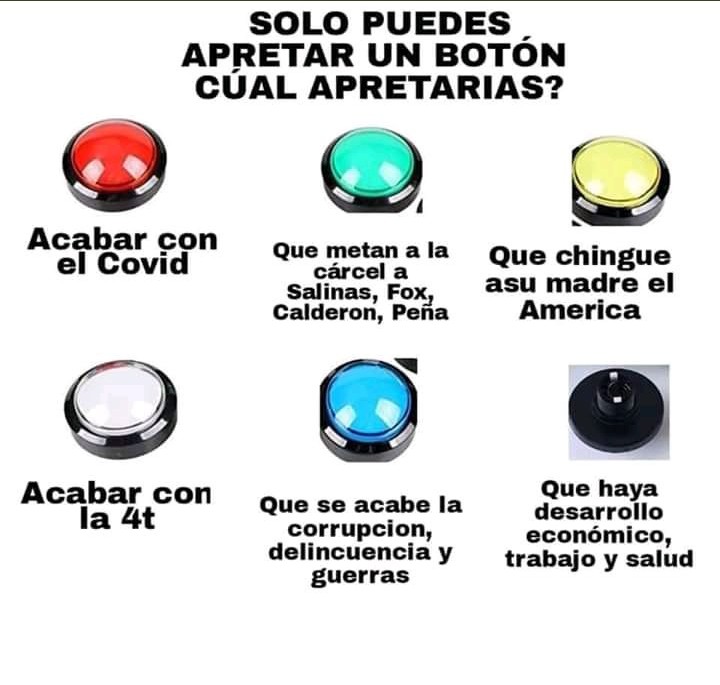 SOLO PUEDES
APRETAR UN BOTÓN
CÚAL APRETARIAS?
Acabar con
el Covid
Que metan a la
cárcel a
Salinas, Fox,
Calderon, Peña
Que chingue
asu madre el
America
Acabar con
la 4t
Que se acabe la
corrupcion,
delincuencia y
guerras
Que haya
desarrollo
económico,
trabajo y salud